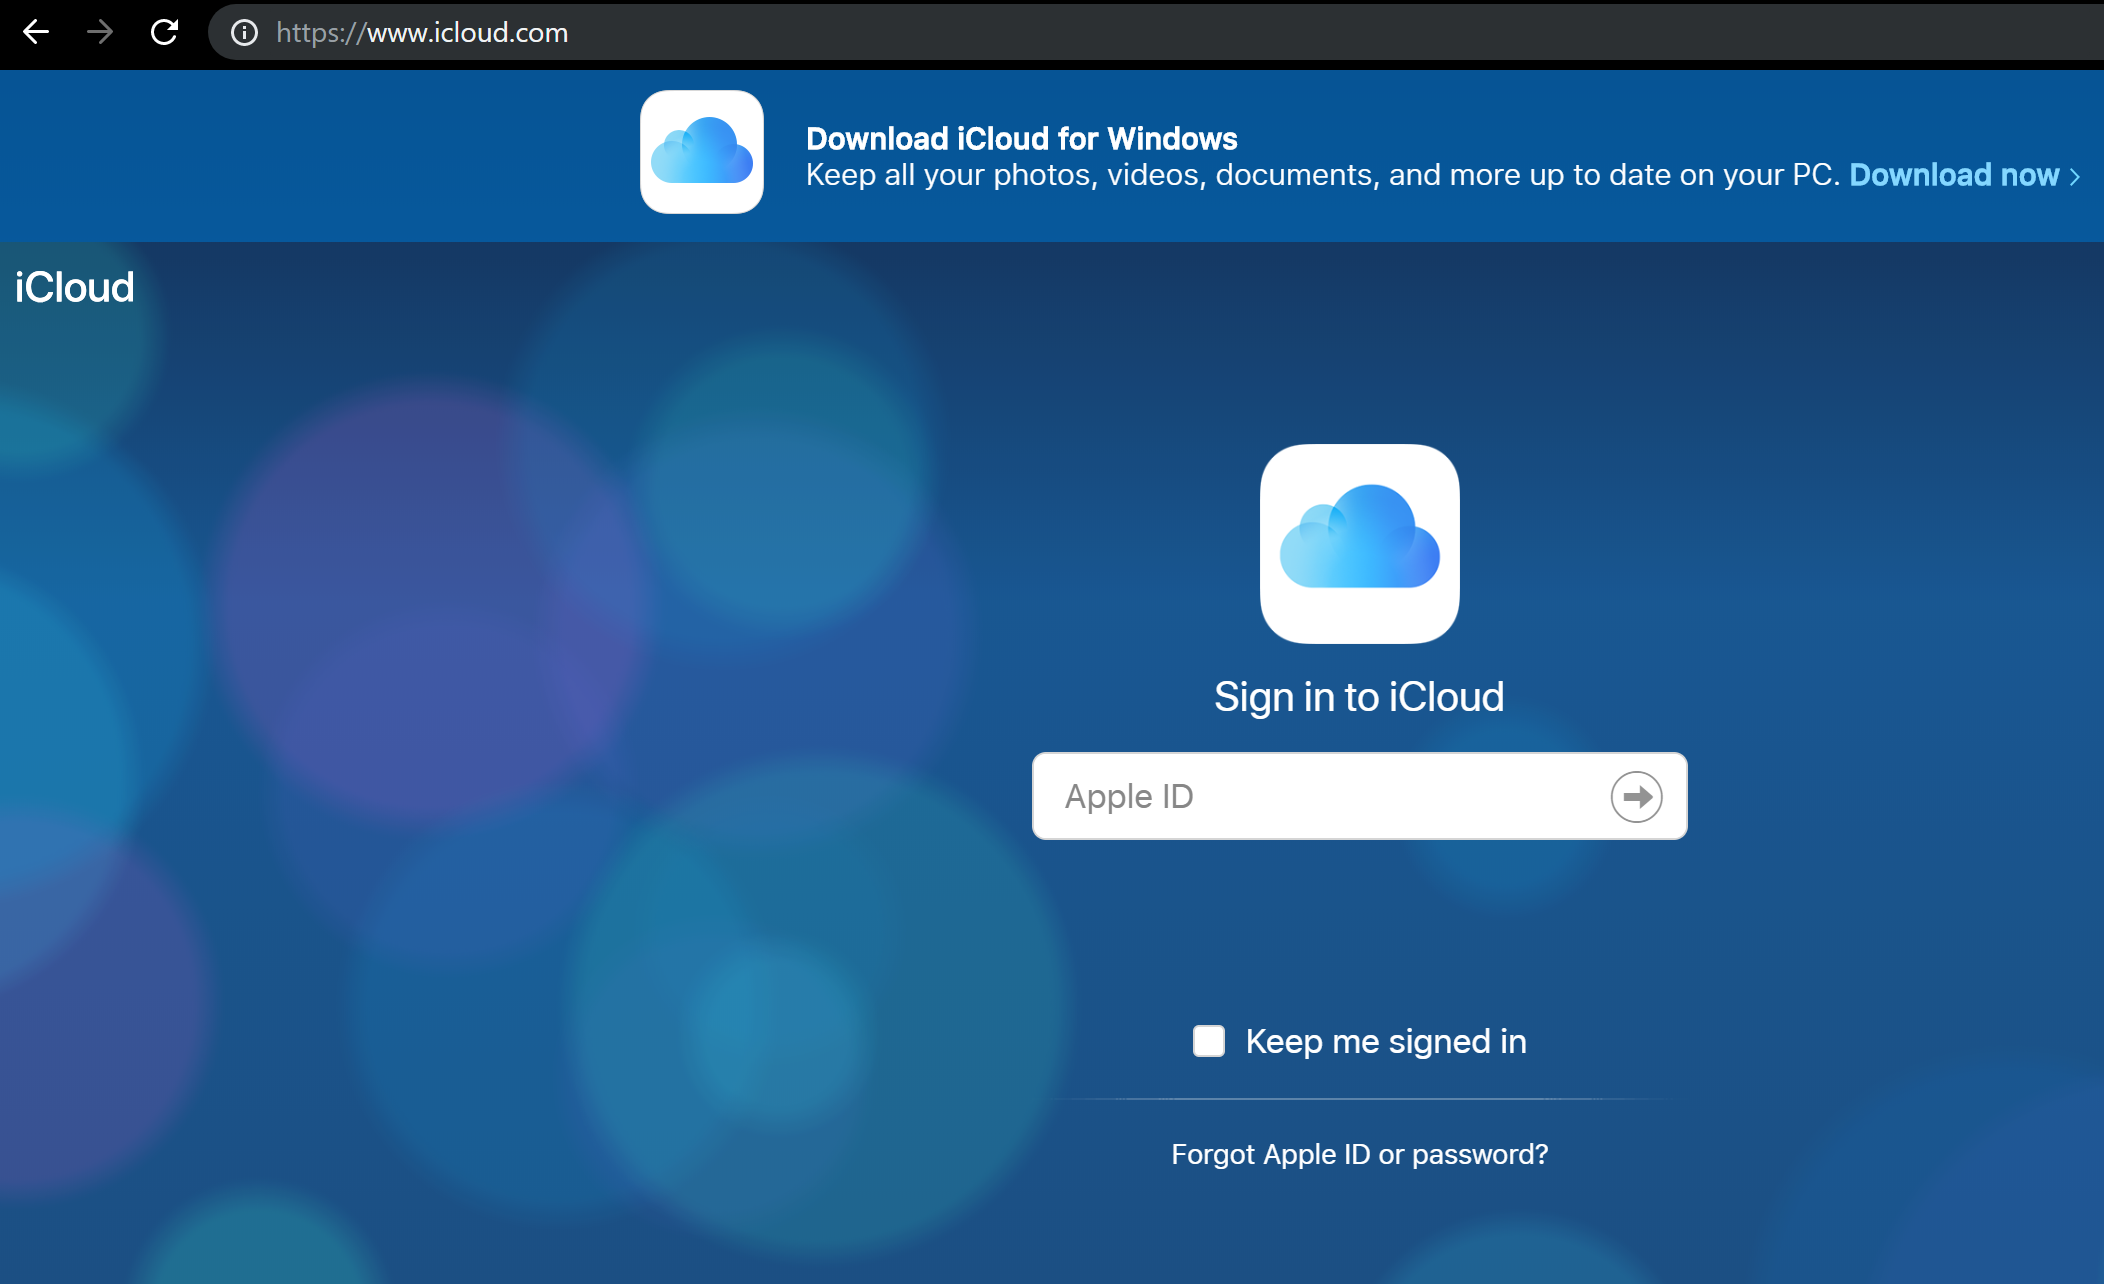 https://www.icloud.com
Download iCloud for Windows
Keep all your photos, videos, documents, and more up to date on your PC. Download now >
iCloud
Sign in to iCloud
Apple ID
Keep me signed in
Forgot Apple ID or password?